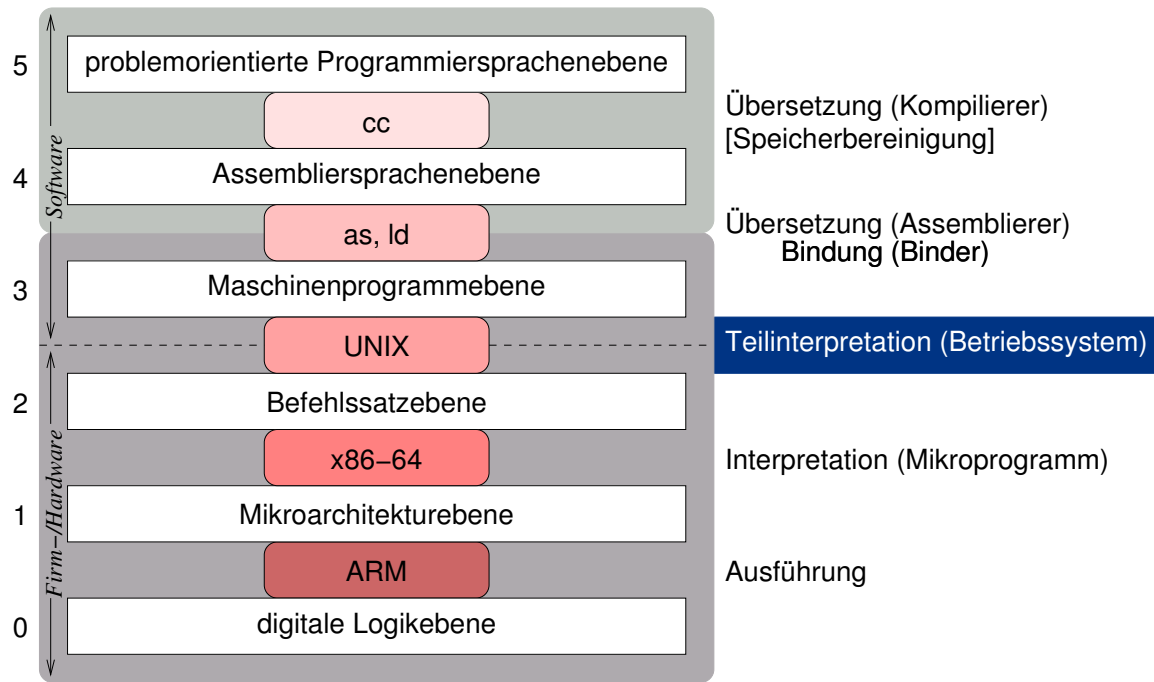 5
problemorientierte Programmiersprachenebene
cc
Übersetzung (Kompilierer)
[Speicherbereinigung]
4
Assembliersprachenebene
Software
as, ld
Übersetzung (Assemblierer)
Bindung (Binder)
3
Maschinenprogrammebene
UNIX
Teilinterpretation (Betriebssystem)
2
Befehlssatzebene
x86−64
Interpretation (Mikroprogramm)
1
Mikroarchitekturebene
Firm−/Hardware
ARM
Ausführung
0
digitale Logikebene